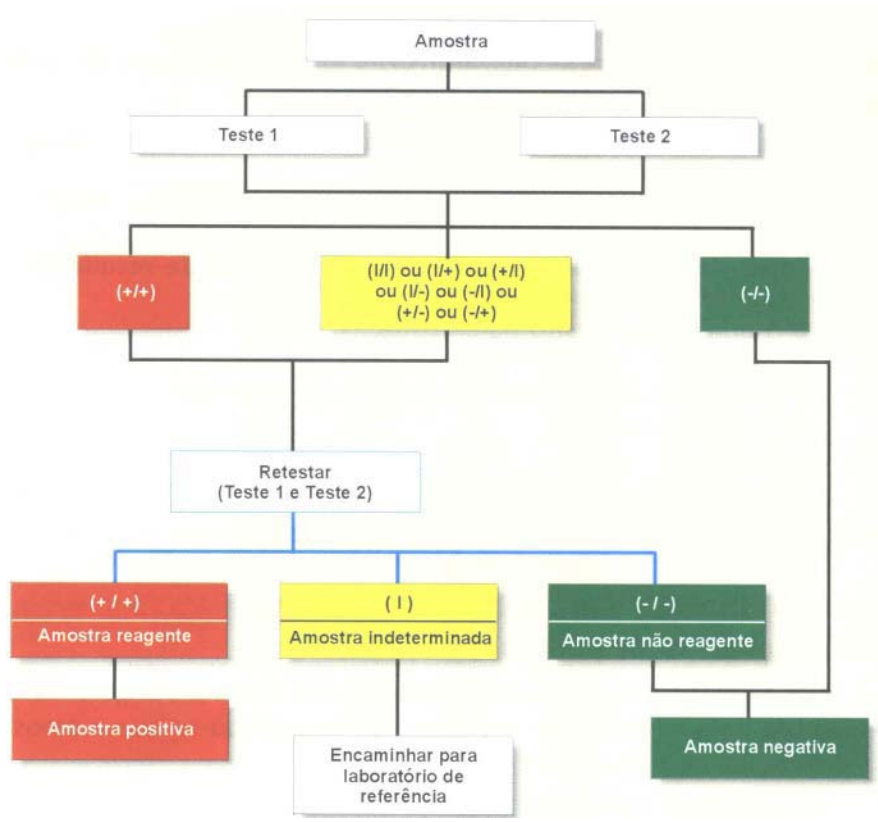 Amostra
Teste 1
Teste 2
(+/+)
(I/I) ou (I/+) ou (+/I)
ou (I/-) ou (-/I) ou
(+/-) ou (-/+)
(-/-)
Retestar
(Teste 1 e Teste 2)
(+ / +)
Amostra reagente
( I )
Amostra indeterminada
(- / -)
Amostra não reagente
Amostra positiva
Encaminhar para
laboratório de
referência
Amostra negativa